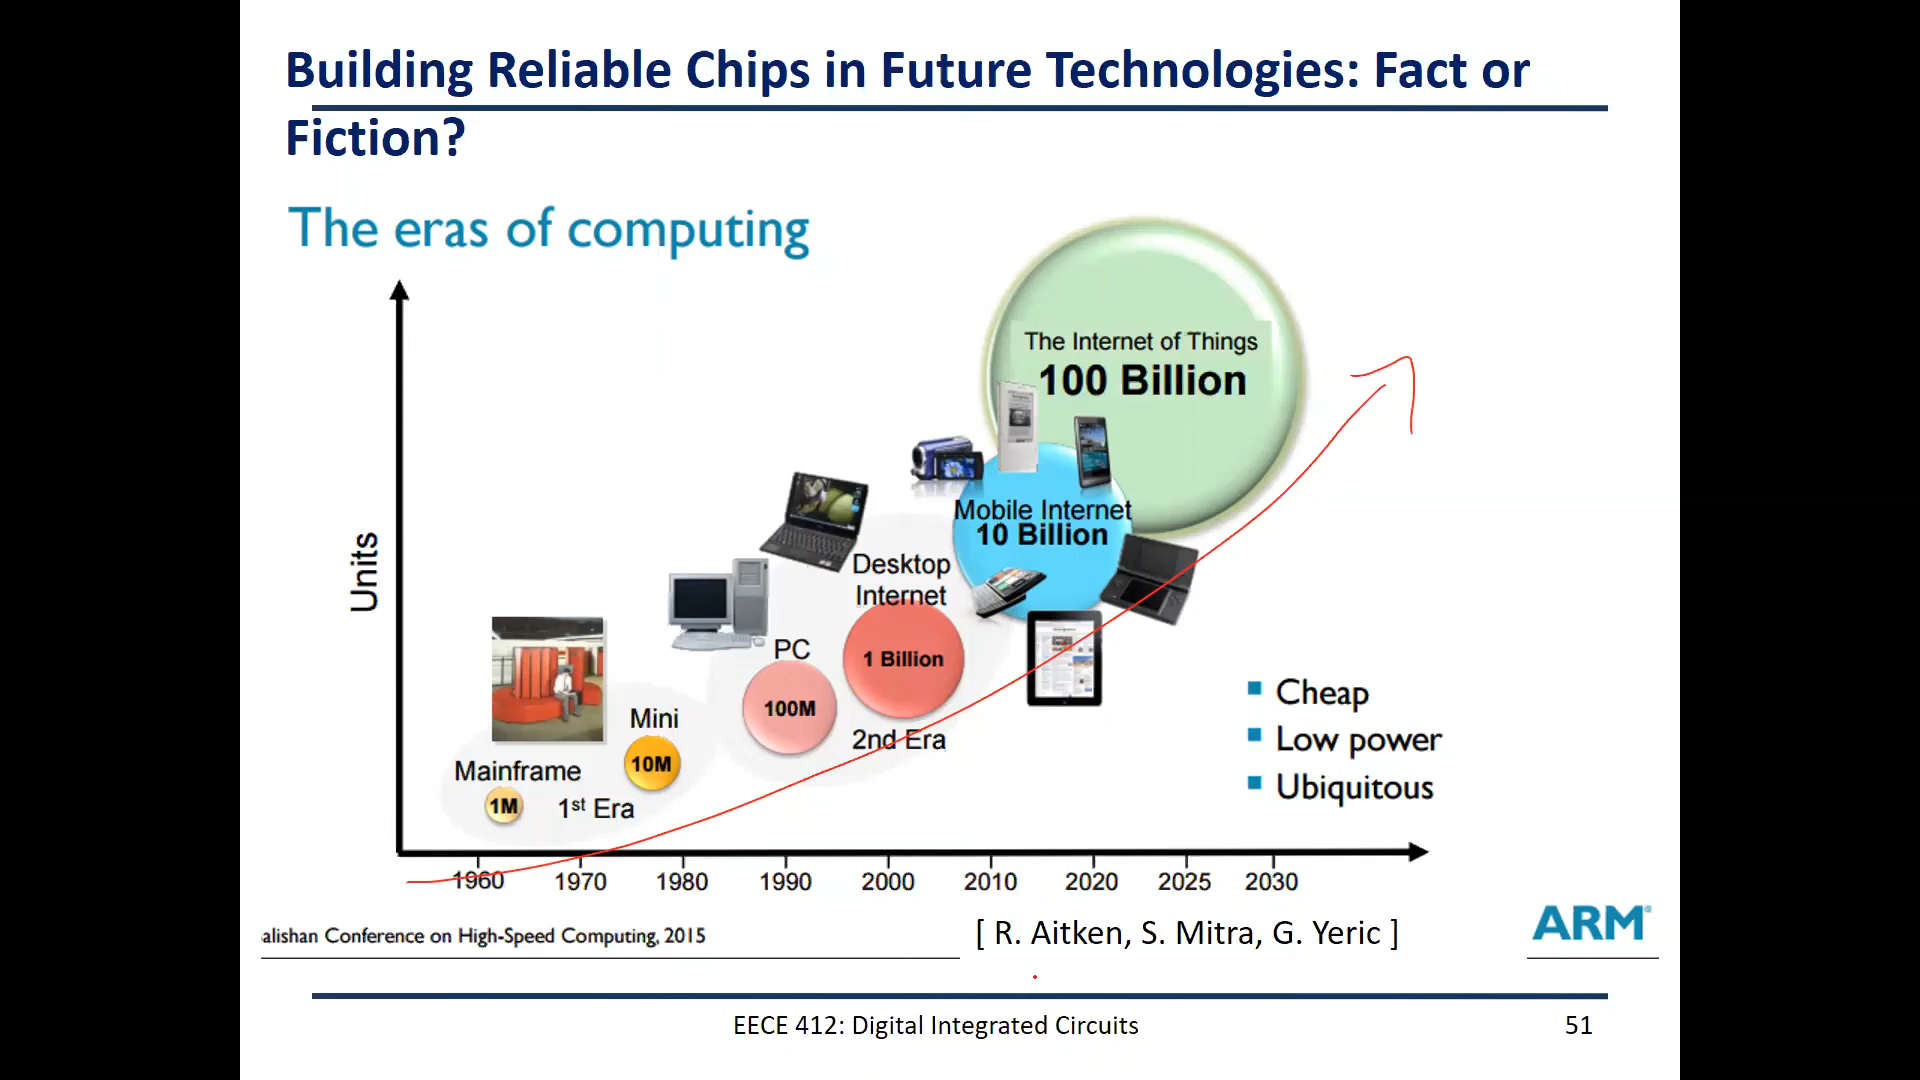 Building Reliable Chips in Future Technologies: Fact or
Fiction?
The eras of computing
Units
The Internet of Things
100 Billion
Mobile Internet
10 Billion
Desktop
Internet
1 Billion
2nd Era
PC
100M
Mini
10M
Mainframe
1M
1st Era
Cheap
Low power
Ubiquitous
1960 1970 1980 1990 2000 2010 2020 2025 2030
alishan Conference on High-Speed Computing, 2015
[ R. Aitken, S. Mitra, G. Yeric ]
ARM®
EECE 412: Digital Integrated Circuits
51